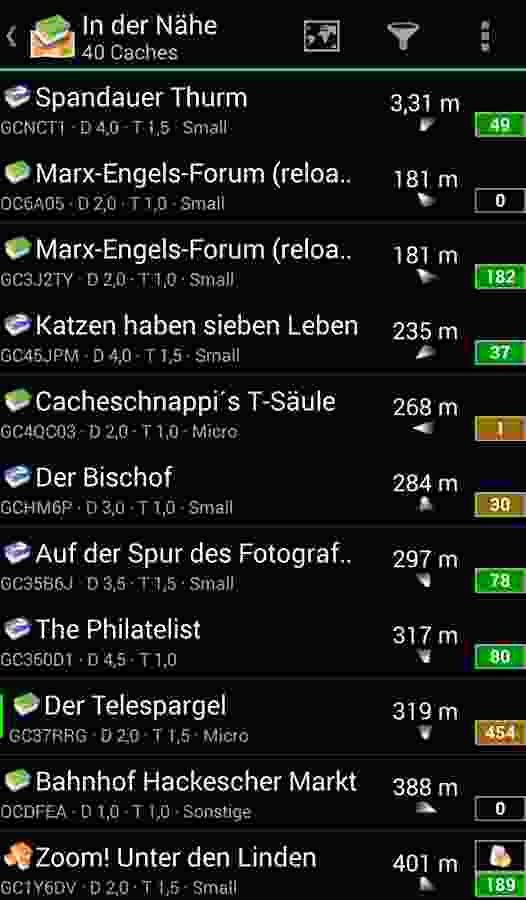 In der Nähe
40 Caches
Spandauer Thurm
3,31 m
GCNCT1 · D 4,0 · T 1,5 · Small
49
Marx-Engels-Forum (reloa..
181 m
OC6A05 · D 2,0 · T 1,0 · Small
0
Marx-Engels-Forum (reloa..
181 m
GC3J2TY · D 2,0 · T 1,0 · Small
182
Katzen haben sieben Leben
235 m
GC45JPM · D 4,0 · T 1,5 · Small
37
Cacheschnappi´s T-Säule
268 m
GC4QC03 · D 2,0 · T 1,0 · Micro
1
Der Bischof
284 m
GCHM6P · D 3,0 · T 1,0 · Small
30
Auf der Spur des Fotograf..
297 m
GC35B6J · D 3,5 · T 1,5 · Small
78
The Philatelist
317 m
GC360D1 · D 4,5 · T 1,0
80
Der Telespargel
319 m
GC37RRG · D 2,0 · T 1,5 · Micro
454
Bahnhof Hackescher Markt
388 m
OCDFEA · D 1,0 · T 1,0 · Sonstige
0
Zoom! Unter den Linden
401 m
GC1Y6DV · D 2,0 · T 1,5 · Small
189